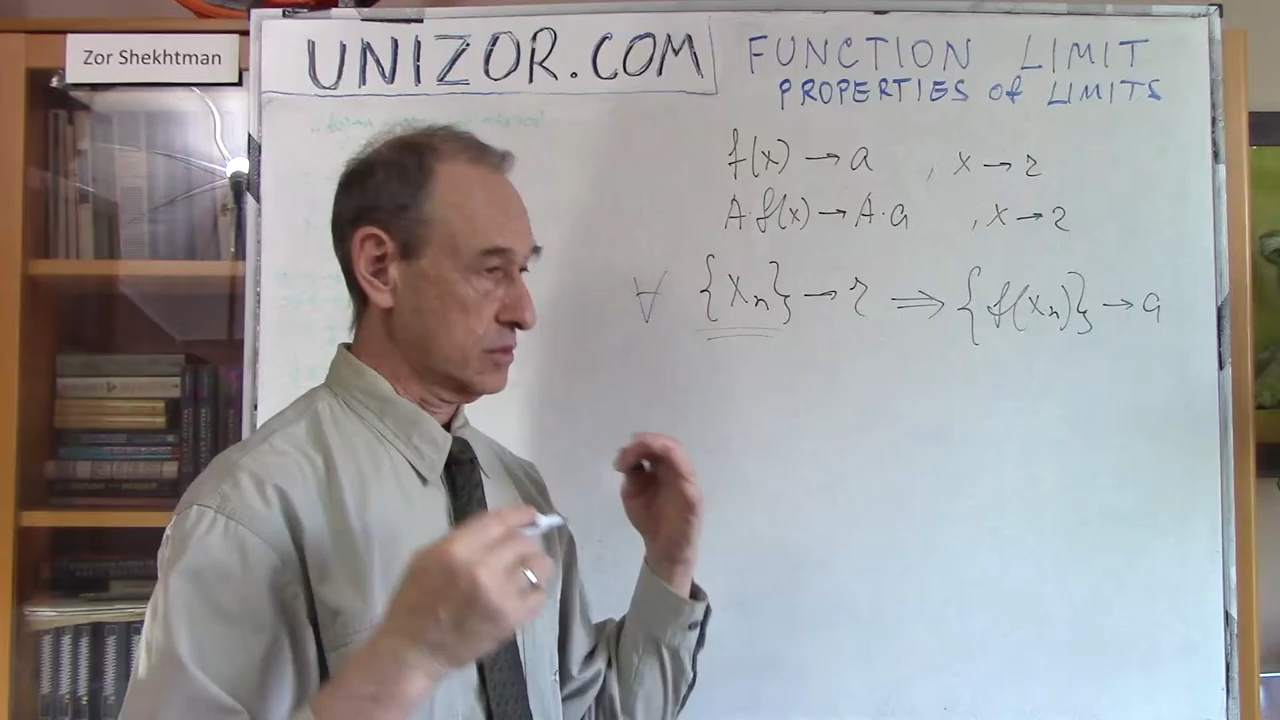 Zor Shekhtman
UNIZOR.COM
FUNCTION LIMIT
PROPERTIES of LIMITS
f(x) → a , x → r
A·f(x) → A·a , x → r
∀ {xₙ} → r ⇒ {f(xₙ)} → a